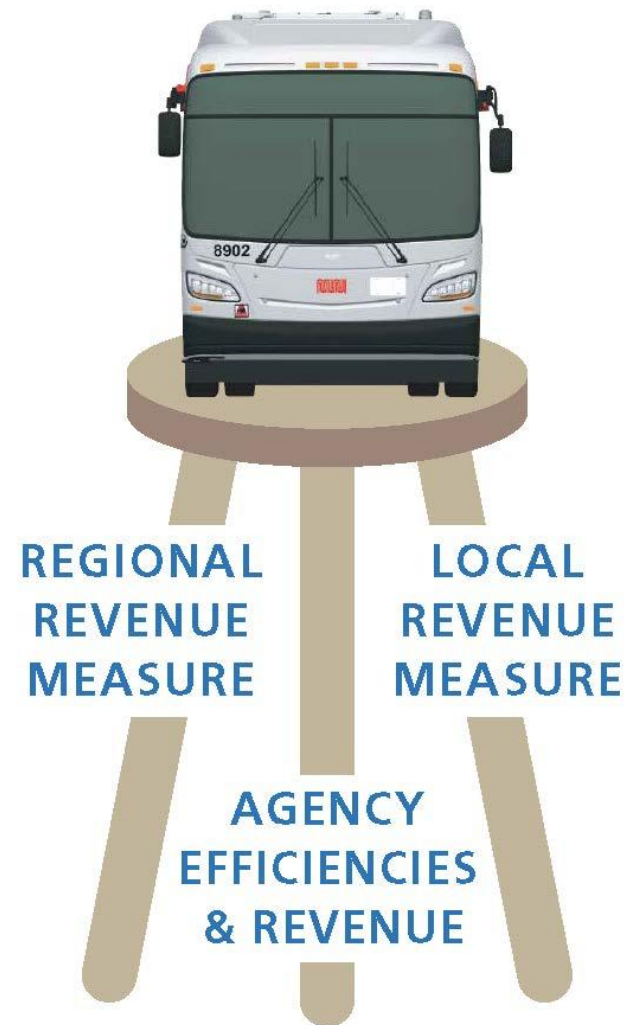 8902
REGIONAL
REVENUE
MEASURE
LOCAL
REVENUE
MEASURE
AGENCY
EFFICIENCIES
& REVENUE